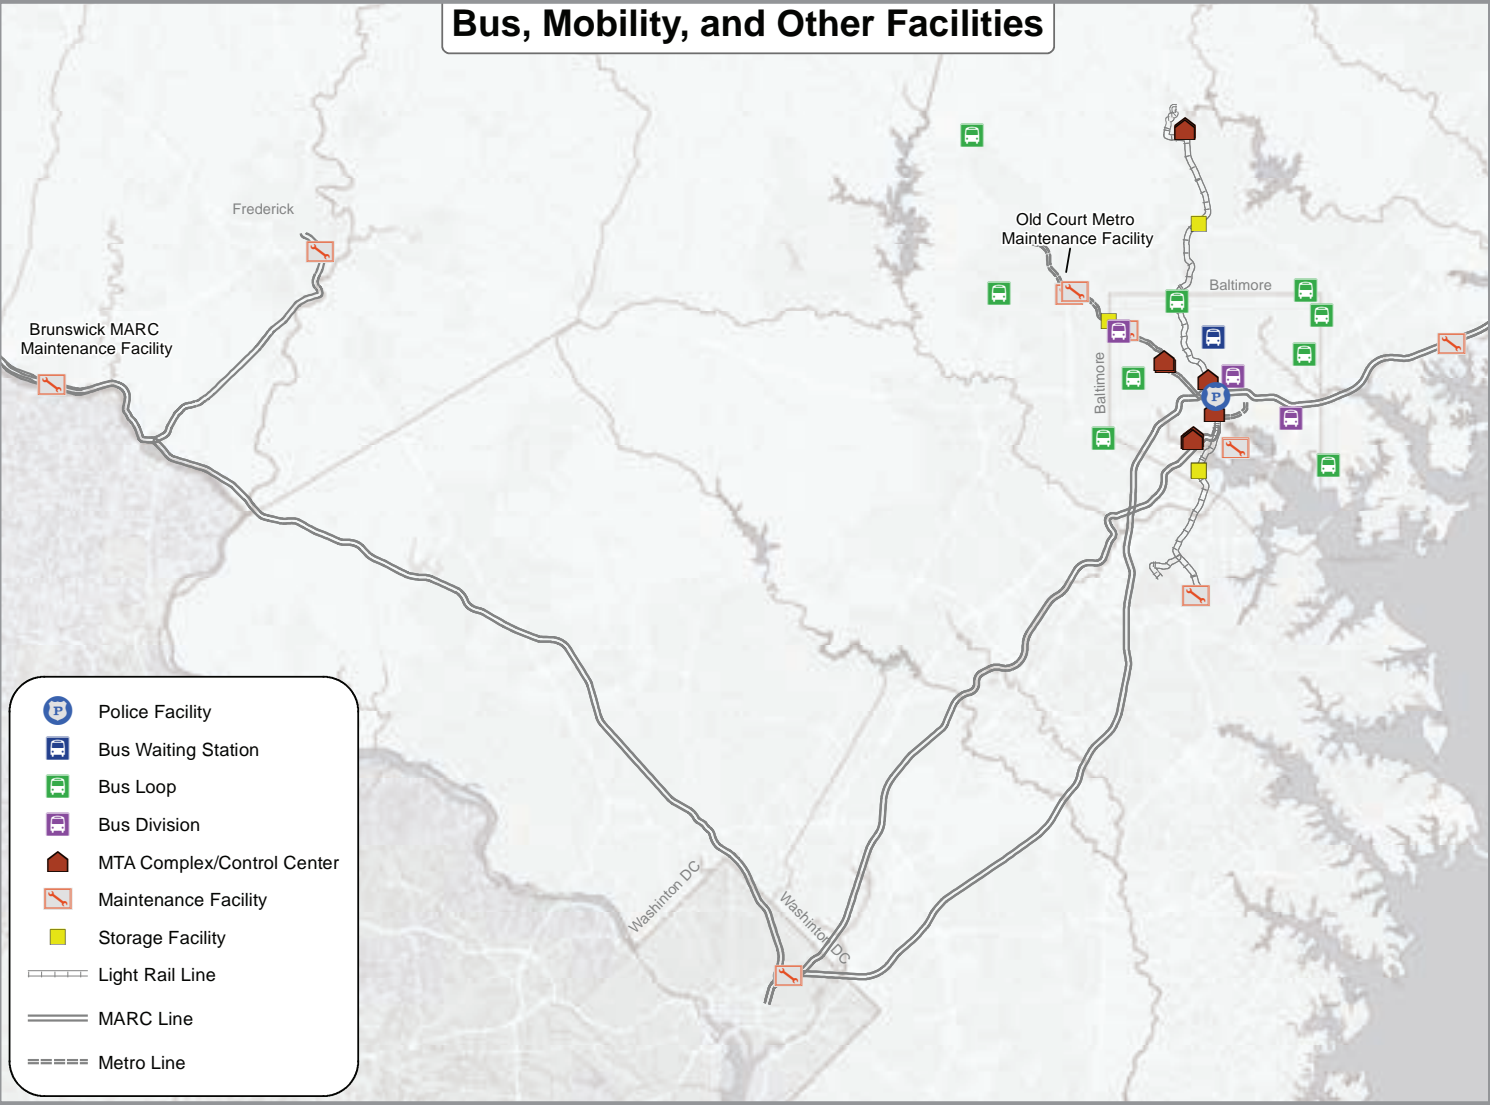 Bus, Mobility, and Other Facilities
Frederick
Old Court Metro
Maintenance Facility
Baltimore
Brunswick MARC
Maintenance Facility
Baltimore
P
P
Police Facility
Bus Waiting Station
Bus Loop
Bus Division
MTA Complex/Control Center
Maintenance Facility
Storage Facility
Light Rail Line
MARC Line
Metro Line
Washinton DC
Washinton DC